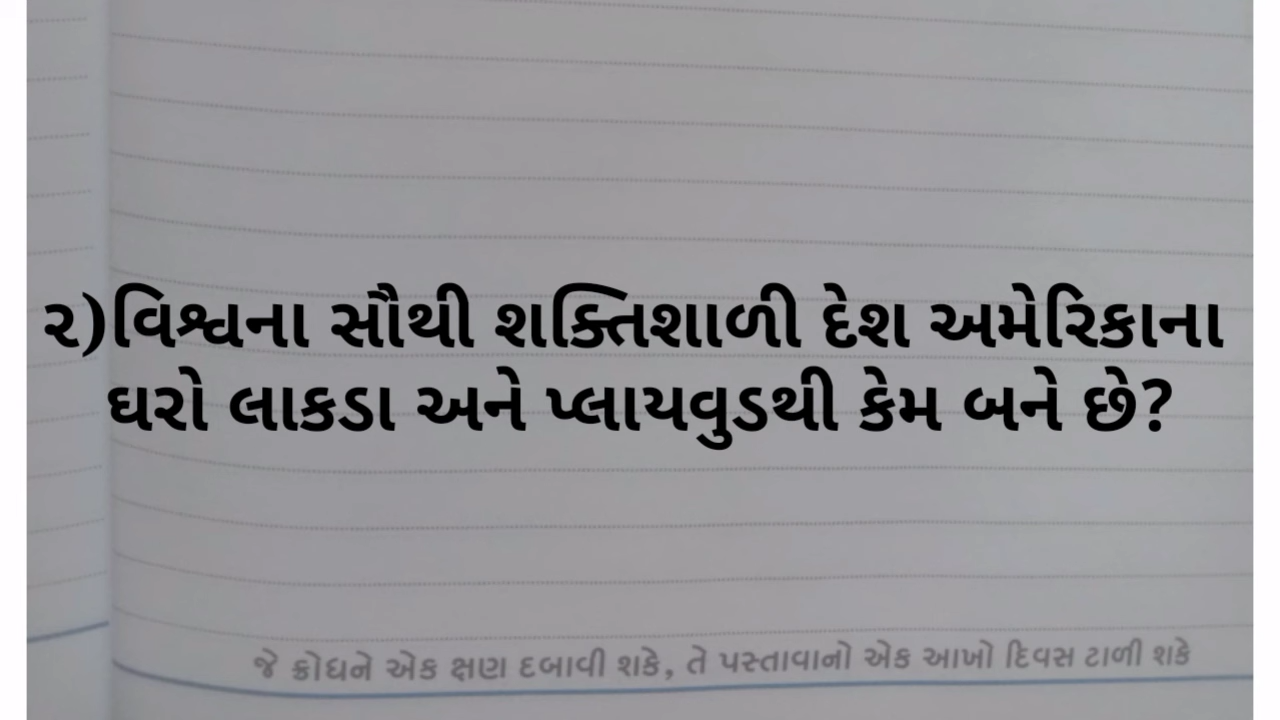 ૨)વિશ્વના સૌથી શક્તિશાળી દેશ અમેરિકાના
ઘરો લાકડા અને પ્લાયવુડથી કેમ બને છે?
જે ક્રોધને એક ક્ષણ દબાવી શકે, તે પસ્તાવાનો એક આખો દિવસ ટાળી શકે